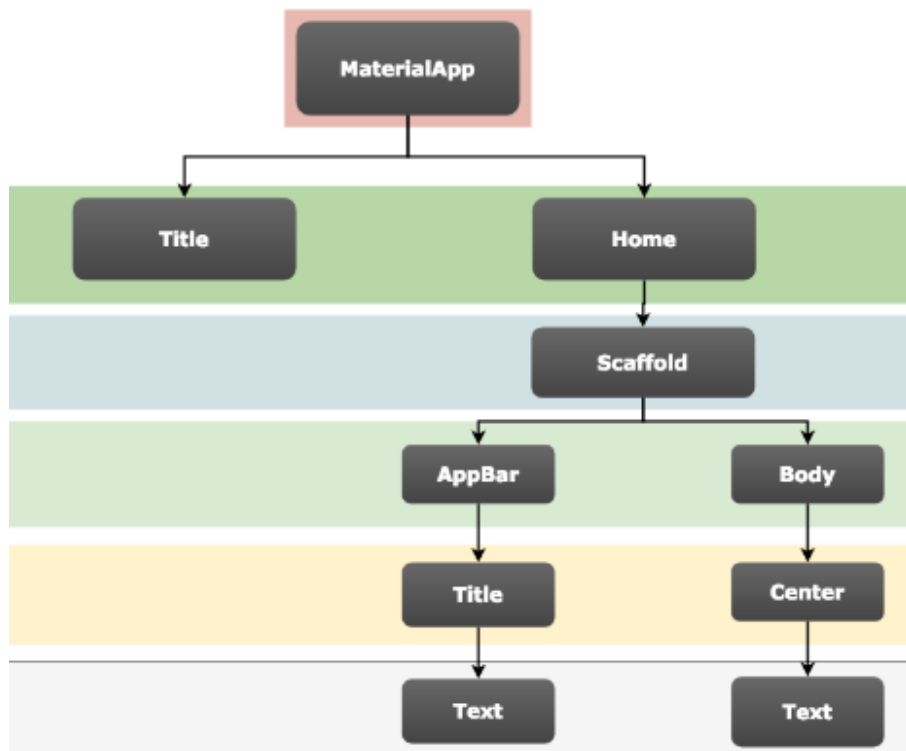 MaterialApp
Title
Home
Scaffold
AppBar
Body
Title
Center
Text
Text